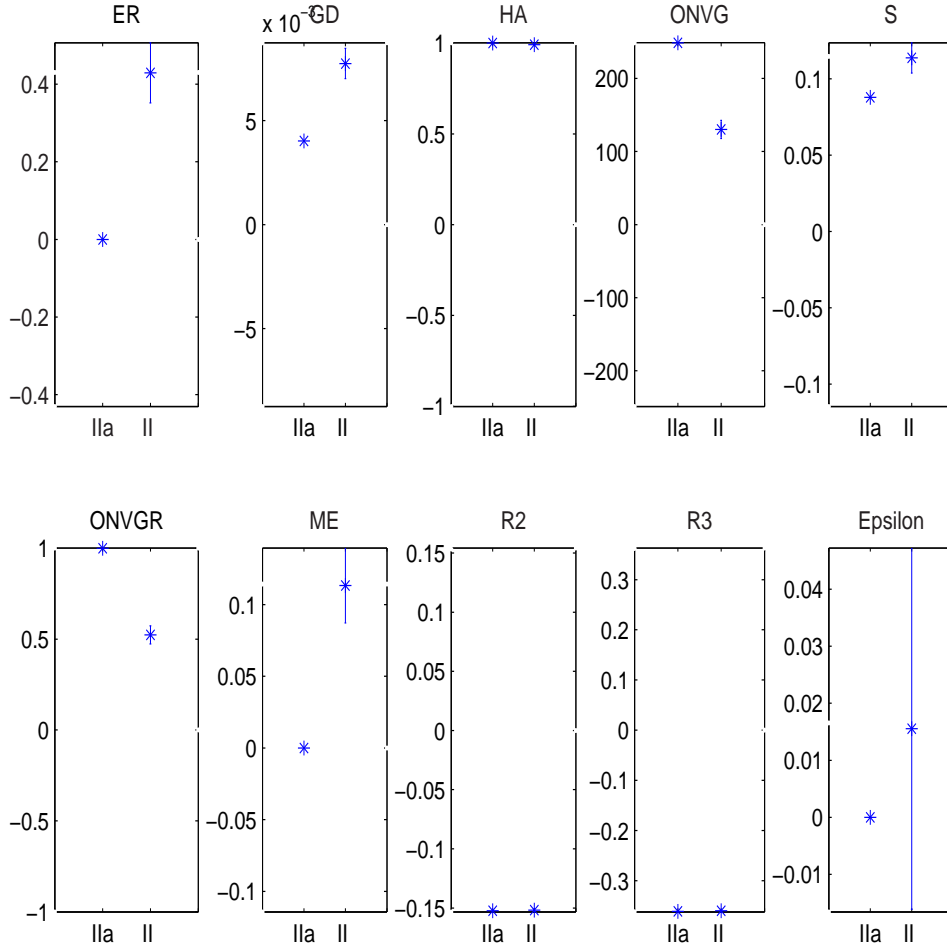 ER
x 10⁻³
GD
HA
ONVG
S
0.4
0.2
0
−0.2
−0.4
5
0
−5
1
0.5
0
−0.5
−1
200
100
0
−100
−200
0.1
0.05
0
−0.05
−0.1
IIa II
IIa II
IIa II
IIa II
IIa II
ONVGR
ME
R2
R3
Epsilon
1
0.5
0
−0.5
−1
0.1
0.05
0
−0.05
−0.1
0.15
0.1
0.05
0
−0.05
−0.1
−0.15
0.3
0.2
0.1
0
−0.1
−0.2
−0.3
0.04
0.03
0.02
0.01
0
−0.01
IIa II
IIa II
IIa II
IIa II
IIa II